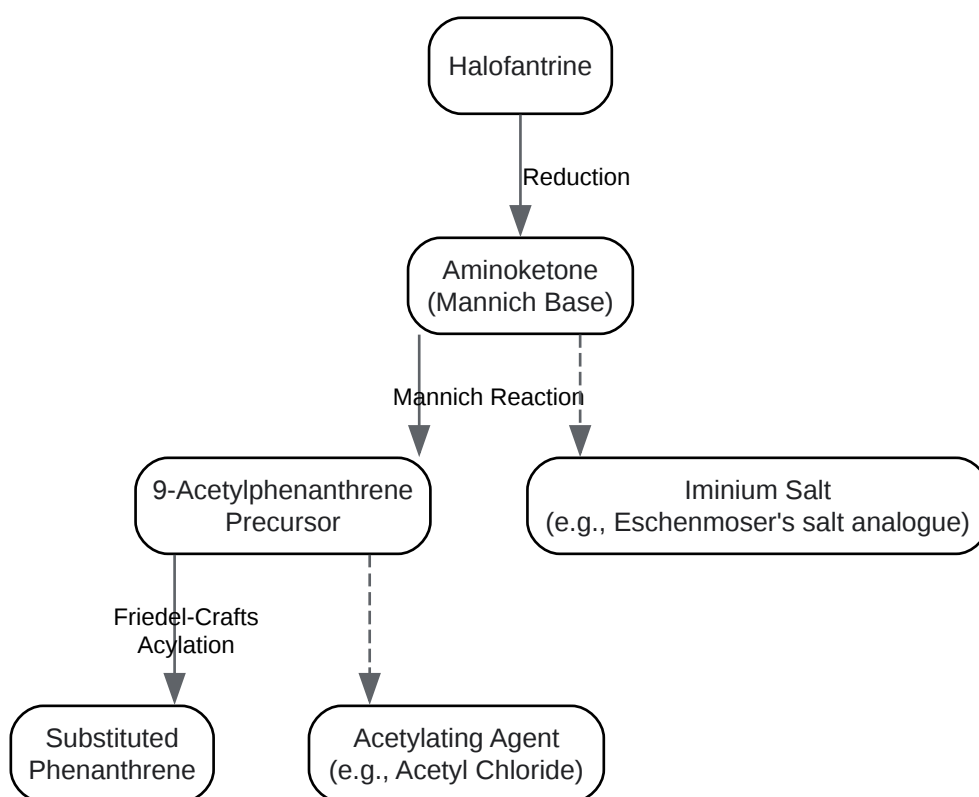 Halofantrine
Reduction
Aminoketone
(Mannich Base)
Mannich Reaction
9-Acetylphenanthrene
Precursor
Iminium Salt
(e.g., Eschenmoser's salt analogue)
Friedel-Crafts
Acylation
Substituted
Phenanthrene
Acetylating Agent
(e.g., Acetyl Chloride)